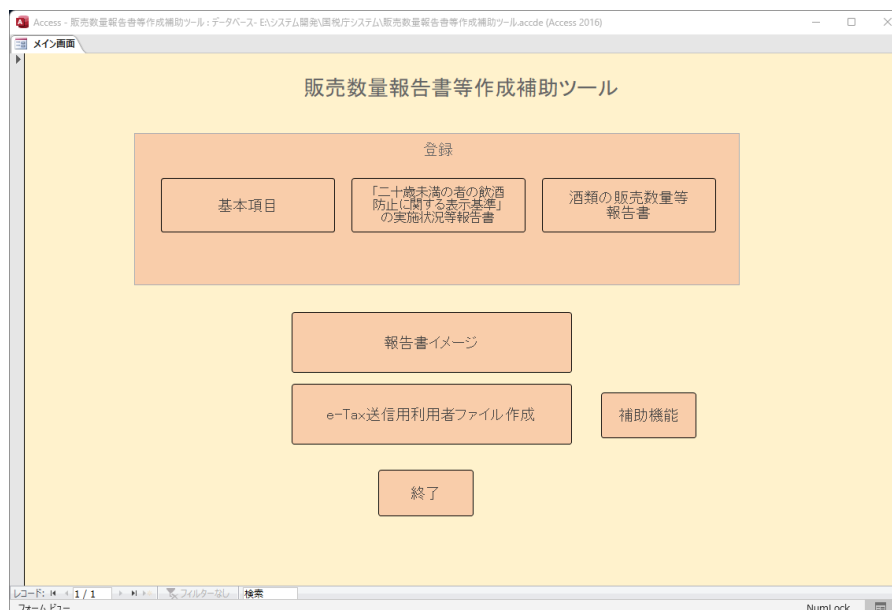 Access - 販売数量報告書等作成補助ツール : データベース- E:\システム開発\国税庁システム\販売数量報告書等作成補助ツール.accde (Access 2016)
メイン画面
販売数量報告書等作成補助ツール
登録
基本項目
「二十歳未満の者の飲酒
防止に関する表示基準」
の実施状況等報告書
酒類の販売数量等
報告書
報告書イメージ
e-Tax送信用利用者ファイル作成
補助機能
終了
レコード: 1 / 1 フィルターなし 検索
フォーム ビュー NumLock